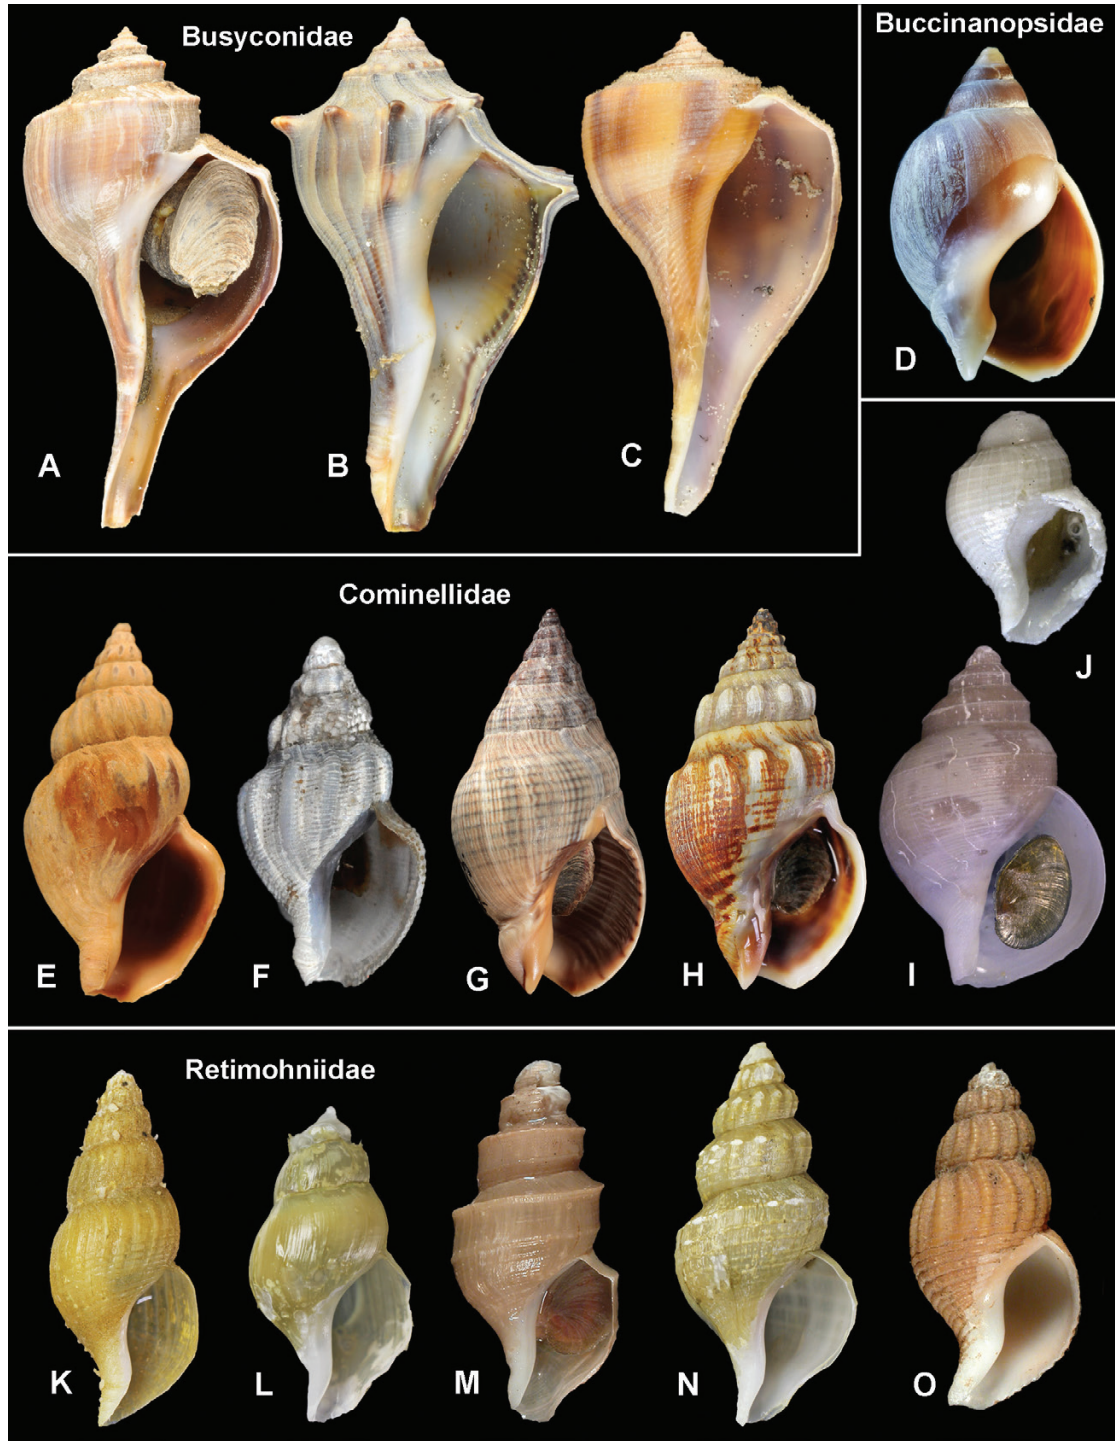 Busyconidae
Buccinanopsidae
A
B
C
D
Cominellidae
J
E
F
G
H
I
Retimohniidae
K
L
M
N
O